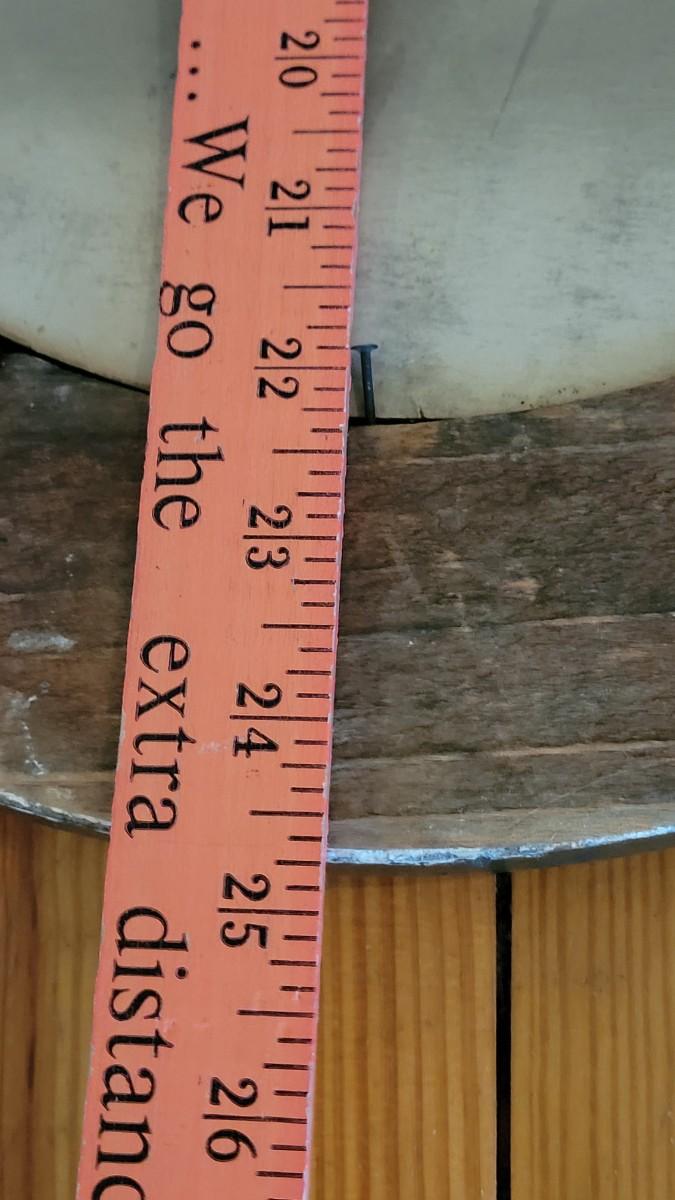 ... We go the extra distanc
20 21 22 23 24 25 26